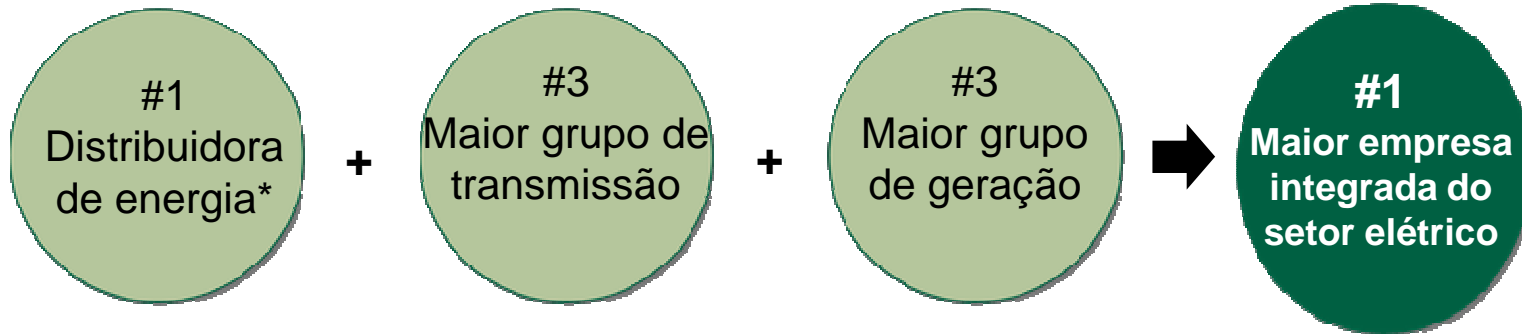 #1
Distribuidora
de energia*
+
#3
Maior grupo de
transmissão
+
#3
Maior grupo
de geração
#1
Maior empresa
integrada do
setor elétrico